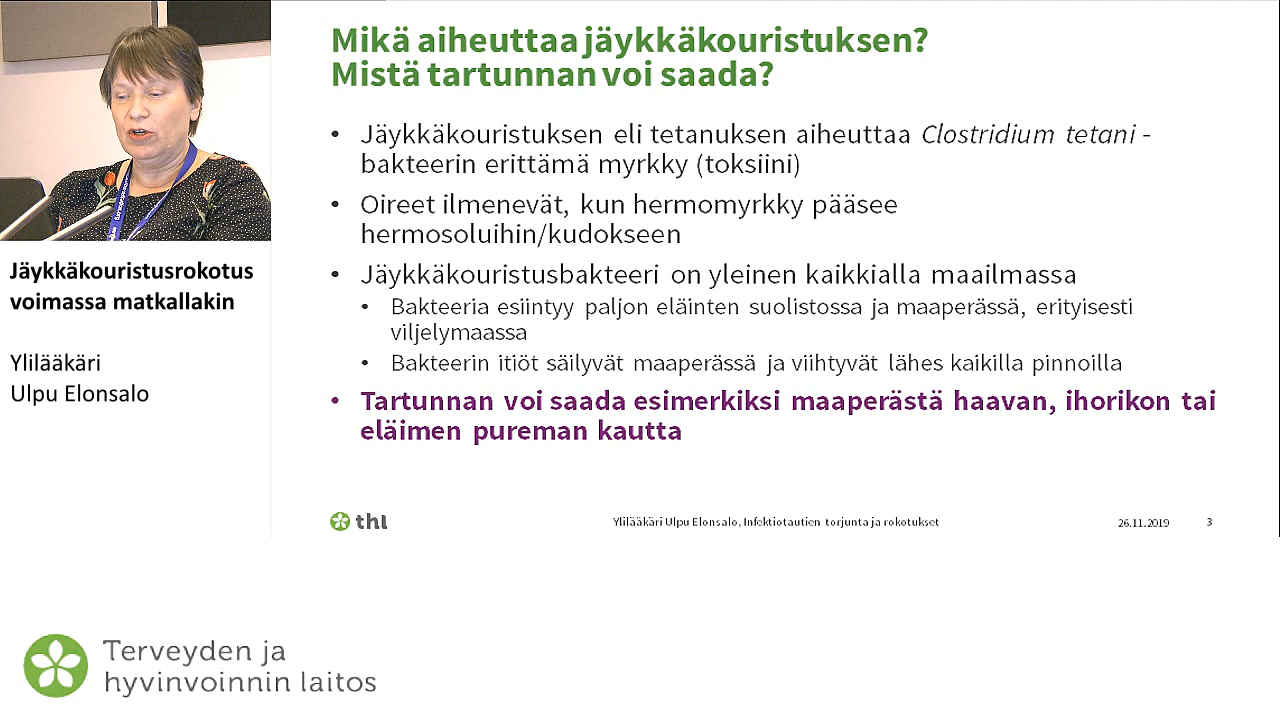 Mikä aiheuttaa jäykkäkouristuksen?
Mistä tartunnan voi saada?
• Jäykkäkouristuksen eli tetanuksen aiheuttaa Clostridium tetani -
bakteerin erittämä myrkky (toksiini)
• Oireet ilmenevät, kun hermomyrkky pääsee
hermosoluihin/kudokseen
• Jäykkäkouristusbakteeri on yleinen kaikkialla maailmassa
• Bakteeria esiintyy paljon eläinten suolistossa ja maaperässä, erityisesti
viljelymaassa
• Bakteerin itiöt säilyvät maaperässä ja viihtyvät lähes kaikilla pinnoilla
• Tartunnan voi saada esimerkiksi maaperästä haavan, ihorikon tai
eläimen pureman kautta
Jäykkäkouristusrokotus
voimassa matkallakin
Ylilääkäri
Ulpu Elonsalo
thl
Ylilääkäri Ulpu Elonsalo, Infektiotautien torjunta ja rokotukset
26.11.2019
3
Terveyden ja
hyvinvoinnin laitos